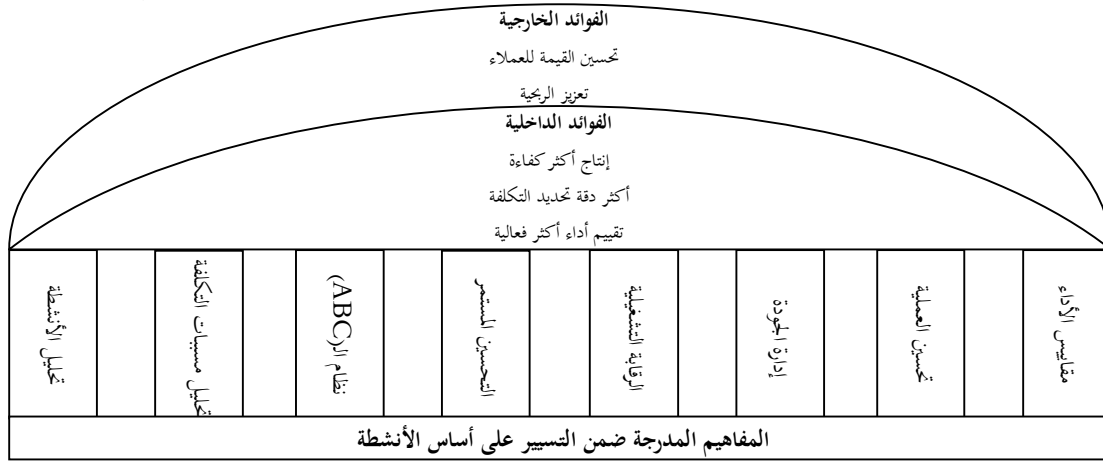 الفوائد الخارجية
تحسين القيمة للعملاء
تعزيز الربحية
الفوائد الداخلية
إنتاج أكثر كفاءة
أكثر دقة تحديد التكلفة
تقييم أداء أكثر فعالية
مقاييس الأداء
تحسين العملية
إدارة الجودة
الرقابة التشغيلية
التحسين المستمر
نظام الـ(ABC)
تحليل مسببات التكلفة
تحليل الأنشطة
المفاهيم المدرجة ضمن التسيير على أساس الأنشطة